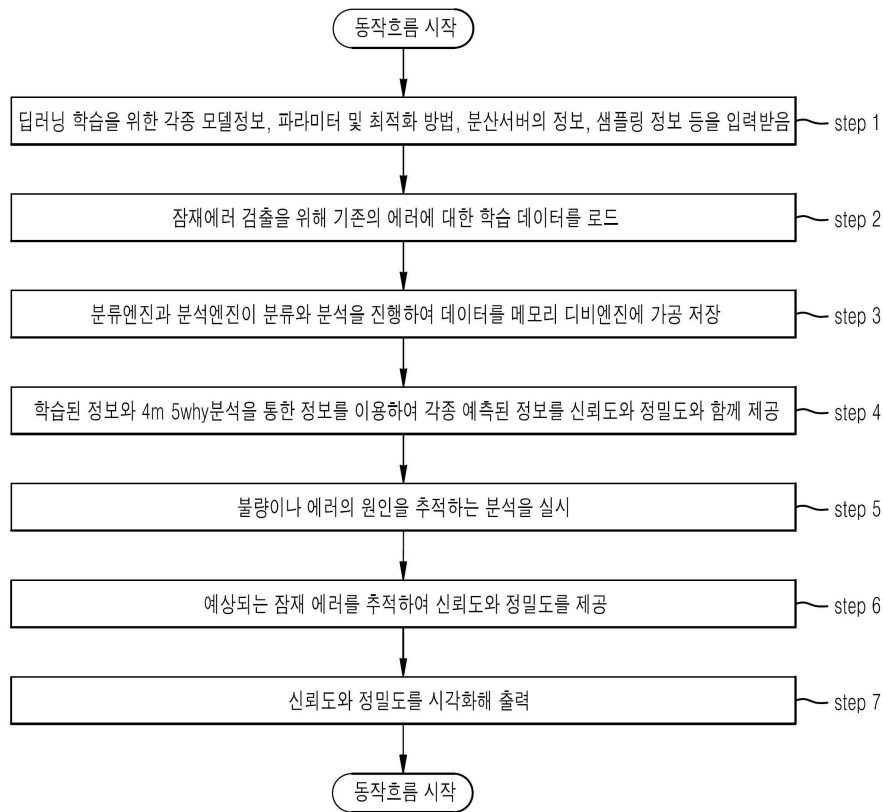 동작흐름 시작
딥러닝 학습을 위한 각종 모델정보, 파라미터 및 최적화 방법, 분산서버의 정보, 샘플링 정보 등을 입력받음
step 1
잠재에러 검출을 위해 기존의 에러에 대한 학습 데이터를 로드
step 2
분류엔진과 분석엔진이 분류와 분석을 진행하여 데이터를 메모리 디비엔진에 가공 저장
step 3
학습된 정보와 4m 5why분석을 통한 정보를 이용하여 각종 예측된 정보를 신뢰도와 정밀도와 함께 제공
step 4
불량이나 에러의 원인을 추적하는 분석을 실시
step 5
예상되는 잠재 에러를 추적하여 신뢰도와 정밀도를 제공
step 6
신뢰도와 정밀도를 시각화해 출력
step 7
동작흐름 시작